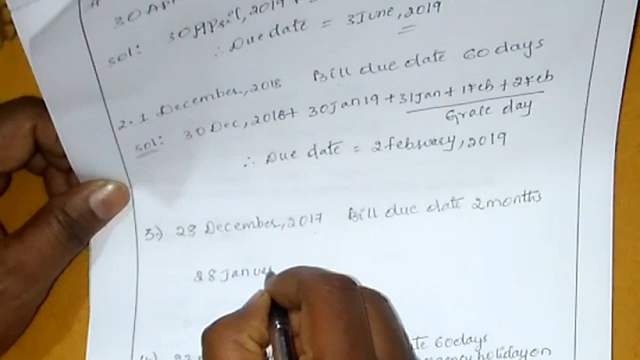 30 Ap
Sol: 30 April, 2019
∴ Due date = 3 June, 2019
2. 1 December, 2018 Bill due date 60 days
Sol: 30 Dec, 2018 + 30 Jan 19 + 31 Jan + 1 Feb + 2 Feb
Grace day
∴ Due date = 2 February, 2019
3.) 28 December, 2017 Bill due date 2 months
28 Janu
60 days
holiday on